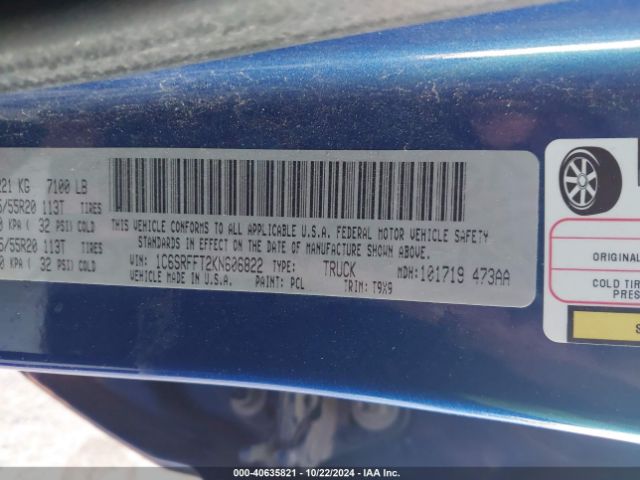 221 KG 7100 LB
5/55R20 113T TIRES
0 KPA ( 32 PSI) COLD
5/55R20 113T TIRES
0 KPA ( 32 PSI) COLD
THIS VEHICLE CONFORMS TO ALL APPLICABLE U.S.A. FEDERAL MOTOR VEHICLE SAFETY
STANDARDS IN EFFECT ON THE DATE OF MANUFACTURE SHOWN ABOVE.
VIN: 1C6SRFFT2KN606822 TYPE: TRUCK MDH: 101719 473AA
MADE IN U.S.A. PAINT: PCL TRIM: T9X9
ORIGINAL
COLD TIR
PRES
S
000-40635821 | 10/22/2024 | IAA Inc.